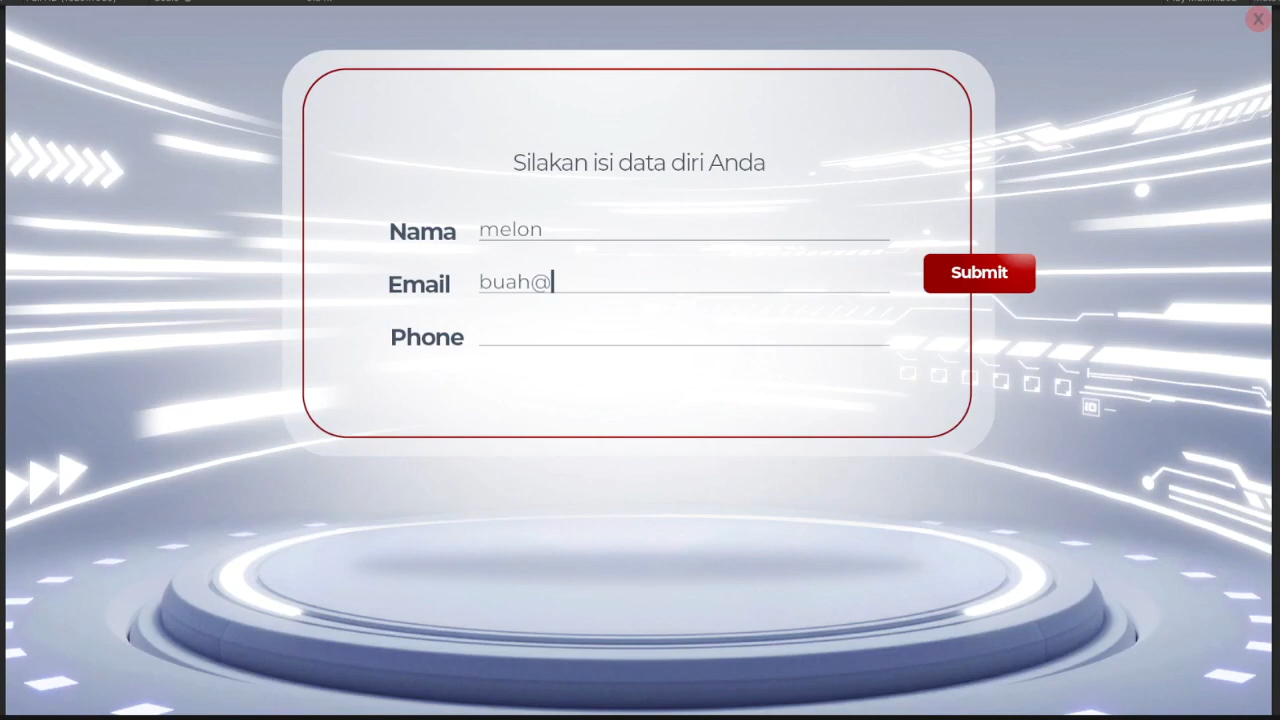 Silakan isi data diri Anda
Nama melon
Email buah@
Submit
Phone
X